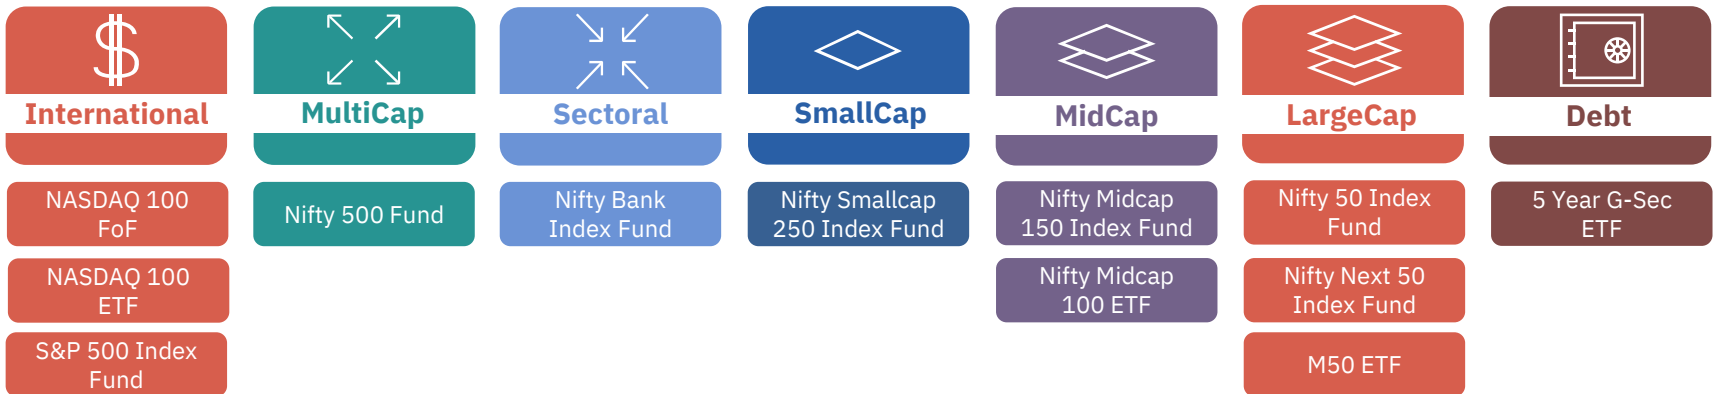 International
MultiCap
Sectoral
SmallCap
MidCap
LargeCap
Debt
NASDAQ 100
FoF
Nifty 500 Fund
Nifty Bank
Index Fund
Nifty Smallcap
250 Index Fund
Nifty Midcap
150 Index Fund
Nifty 50 Index
Fund
5 Year G-Sec
ETF
NASDAQ 100
ETF
Nifty Midcap
100 ETF
Nifty Next 50
Index Fund
S&P 500 Index
Fund
M50 ETF